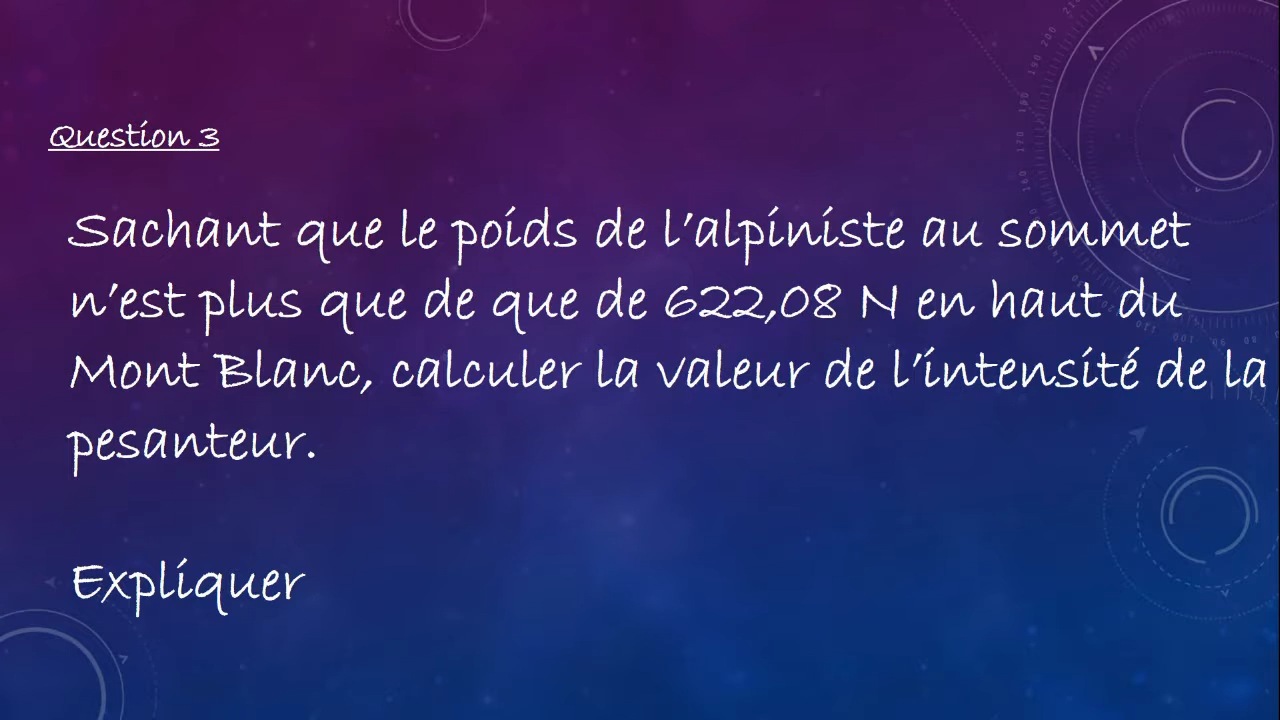 Question 3
Sachant que le poids de l'alpiniste au sommet
n'est plus que de que de 622,08 N en haut du
Mont Blanc, calculer la valeur de l'intensité de la
pesanteur.
Expliquer